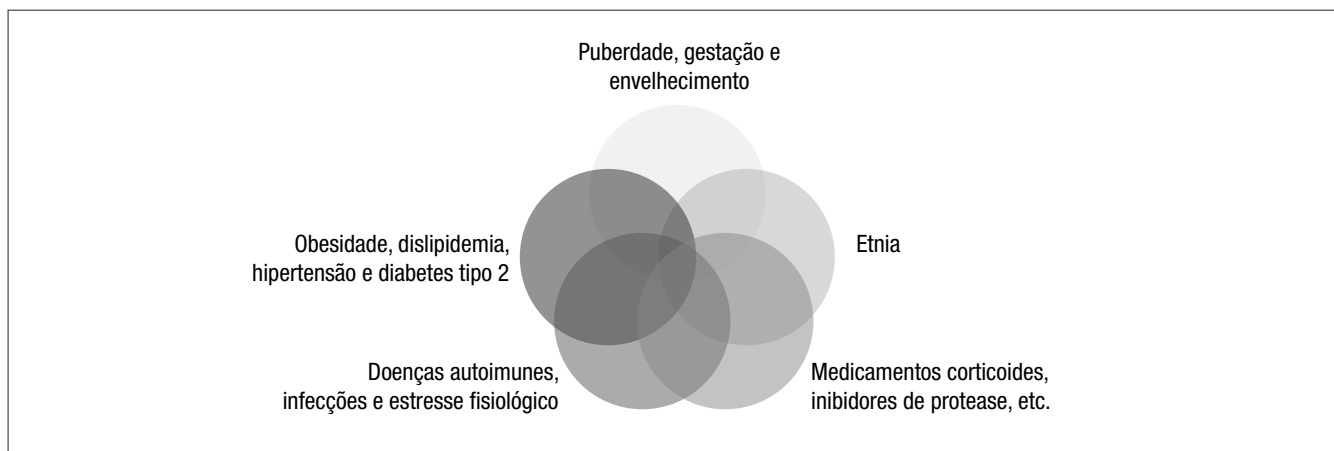 Puberdade, gestação e
envelhecimento
Obesidade, dislipidemia,
hipertensão e diabetes tipo 2
Etnia
Doenças autoimunes,
infecções e estresse fisiológico
Medicamentos corticoides,
inibidores de protease, etc.